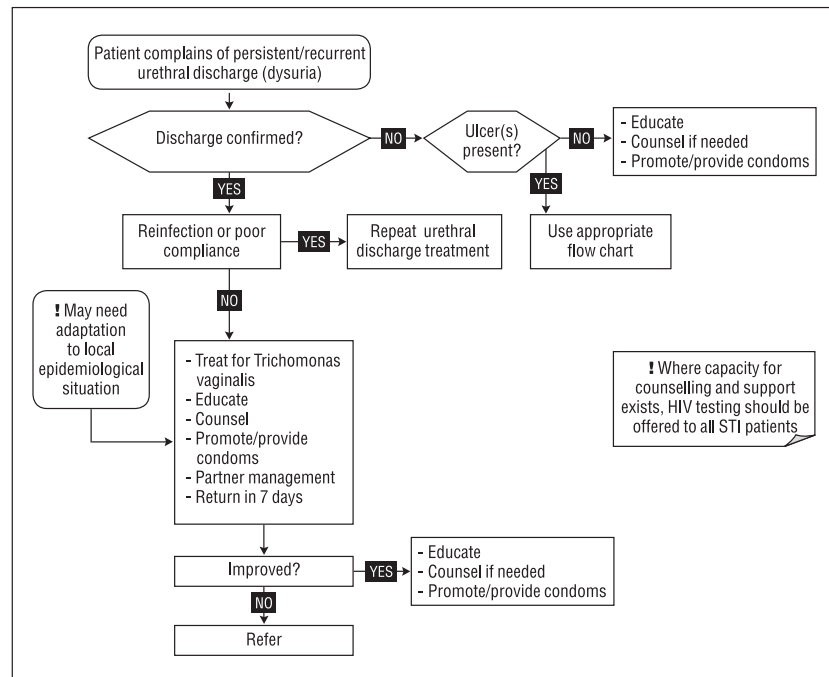 Patient complains of persistent/recurrent
urethral discharge (dysuria)
Discharge confirmed?
NO
Ulcer(s)
present?
NO
- Educate
- Counsel if needed
- Promote/provide condoms
YES
YES
Reinfection or poor
compliance
YES
Repeat urethral
discharge treatment
Use appropriate
flow chart
NO
! May need
adaptation
to local
epidemiological
situation
- Treat for Trichomonas
vaginalis
- Educate
- Counsel
- Promote/provide
condoms
- Partner management
- Return in 7 days
! Where capacity for
counselling and support
exists, HIV testing should be
offered to all STI patients
Improved?
YES
- Educate
- Counsel if needed
- Promote/provide condoms
NO
Refer